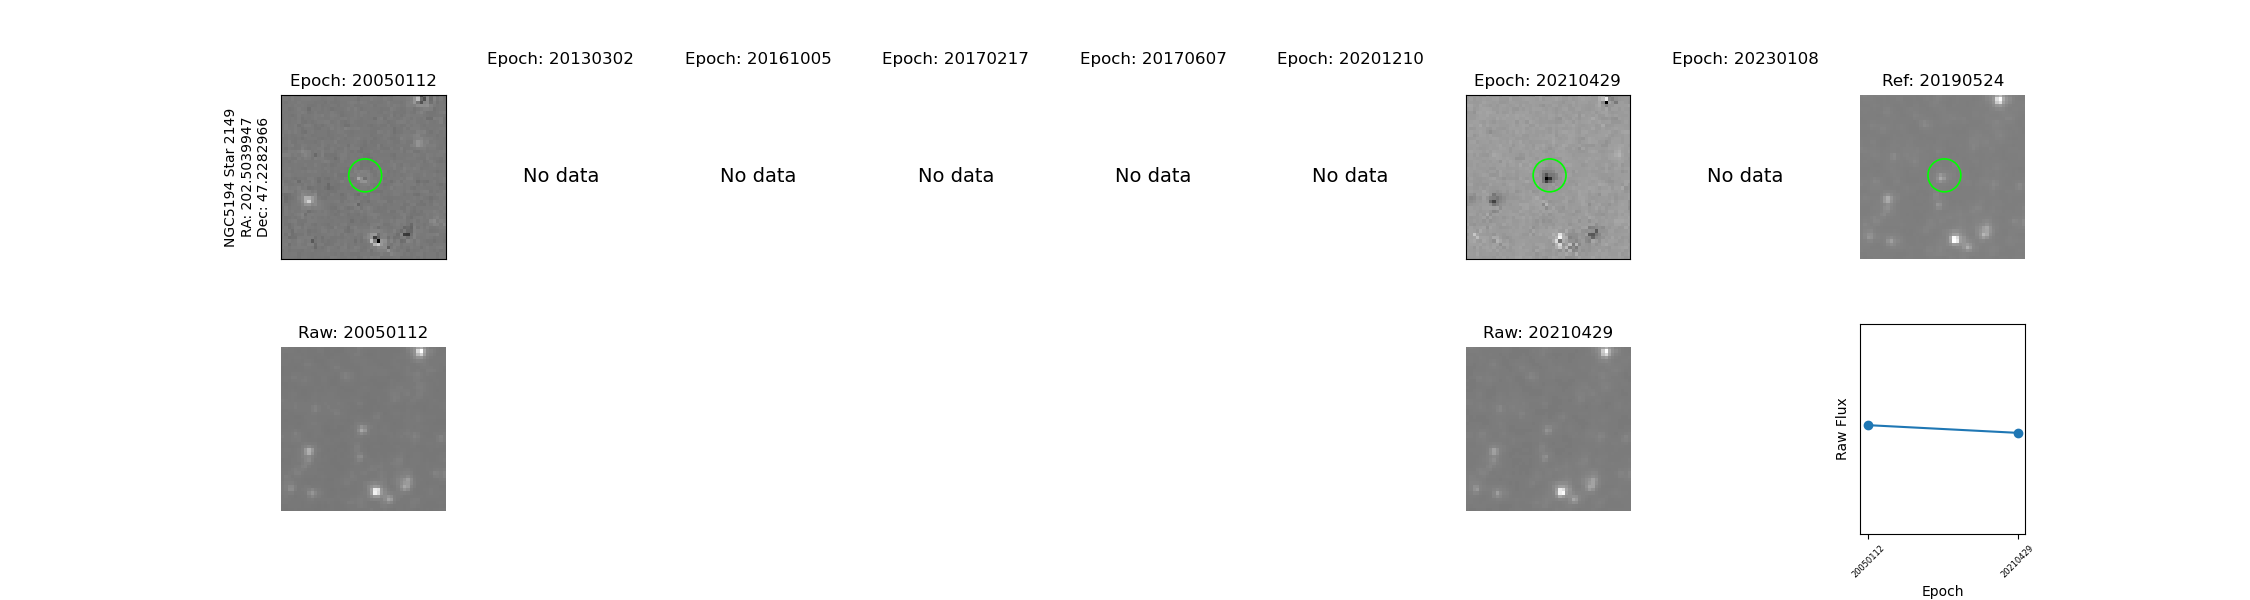 Epoch: 20050112
Epoch: 20130302
Epoch: 20161005
Epoch: 20170217
Epoch: 20170607
Epoch: 20201210
Epoch: 20210429
Epoch: 20230108
Ref: 20190524
NGC5194 Star 2149
RA: 202.5039947
Dec: 47.2282966
No data
No data
No data
No data
No data
No data
Raw: 20050112
Raw: 20210429
Raw Flux
20050112
20210429
Epoch